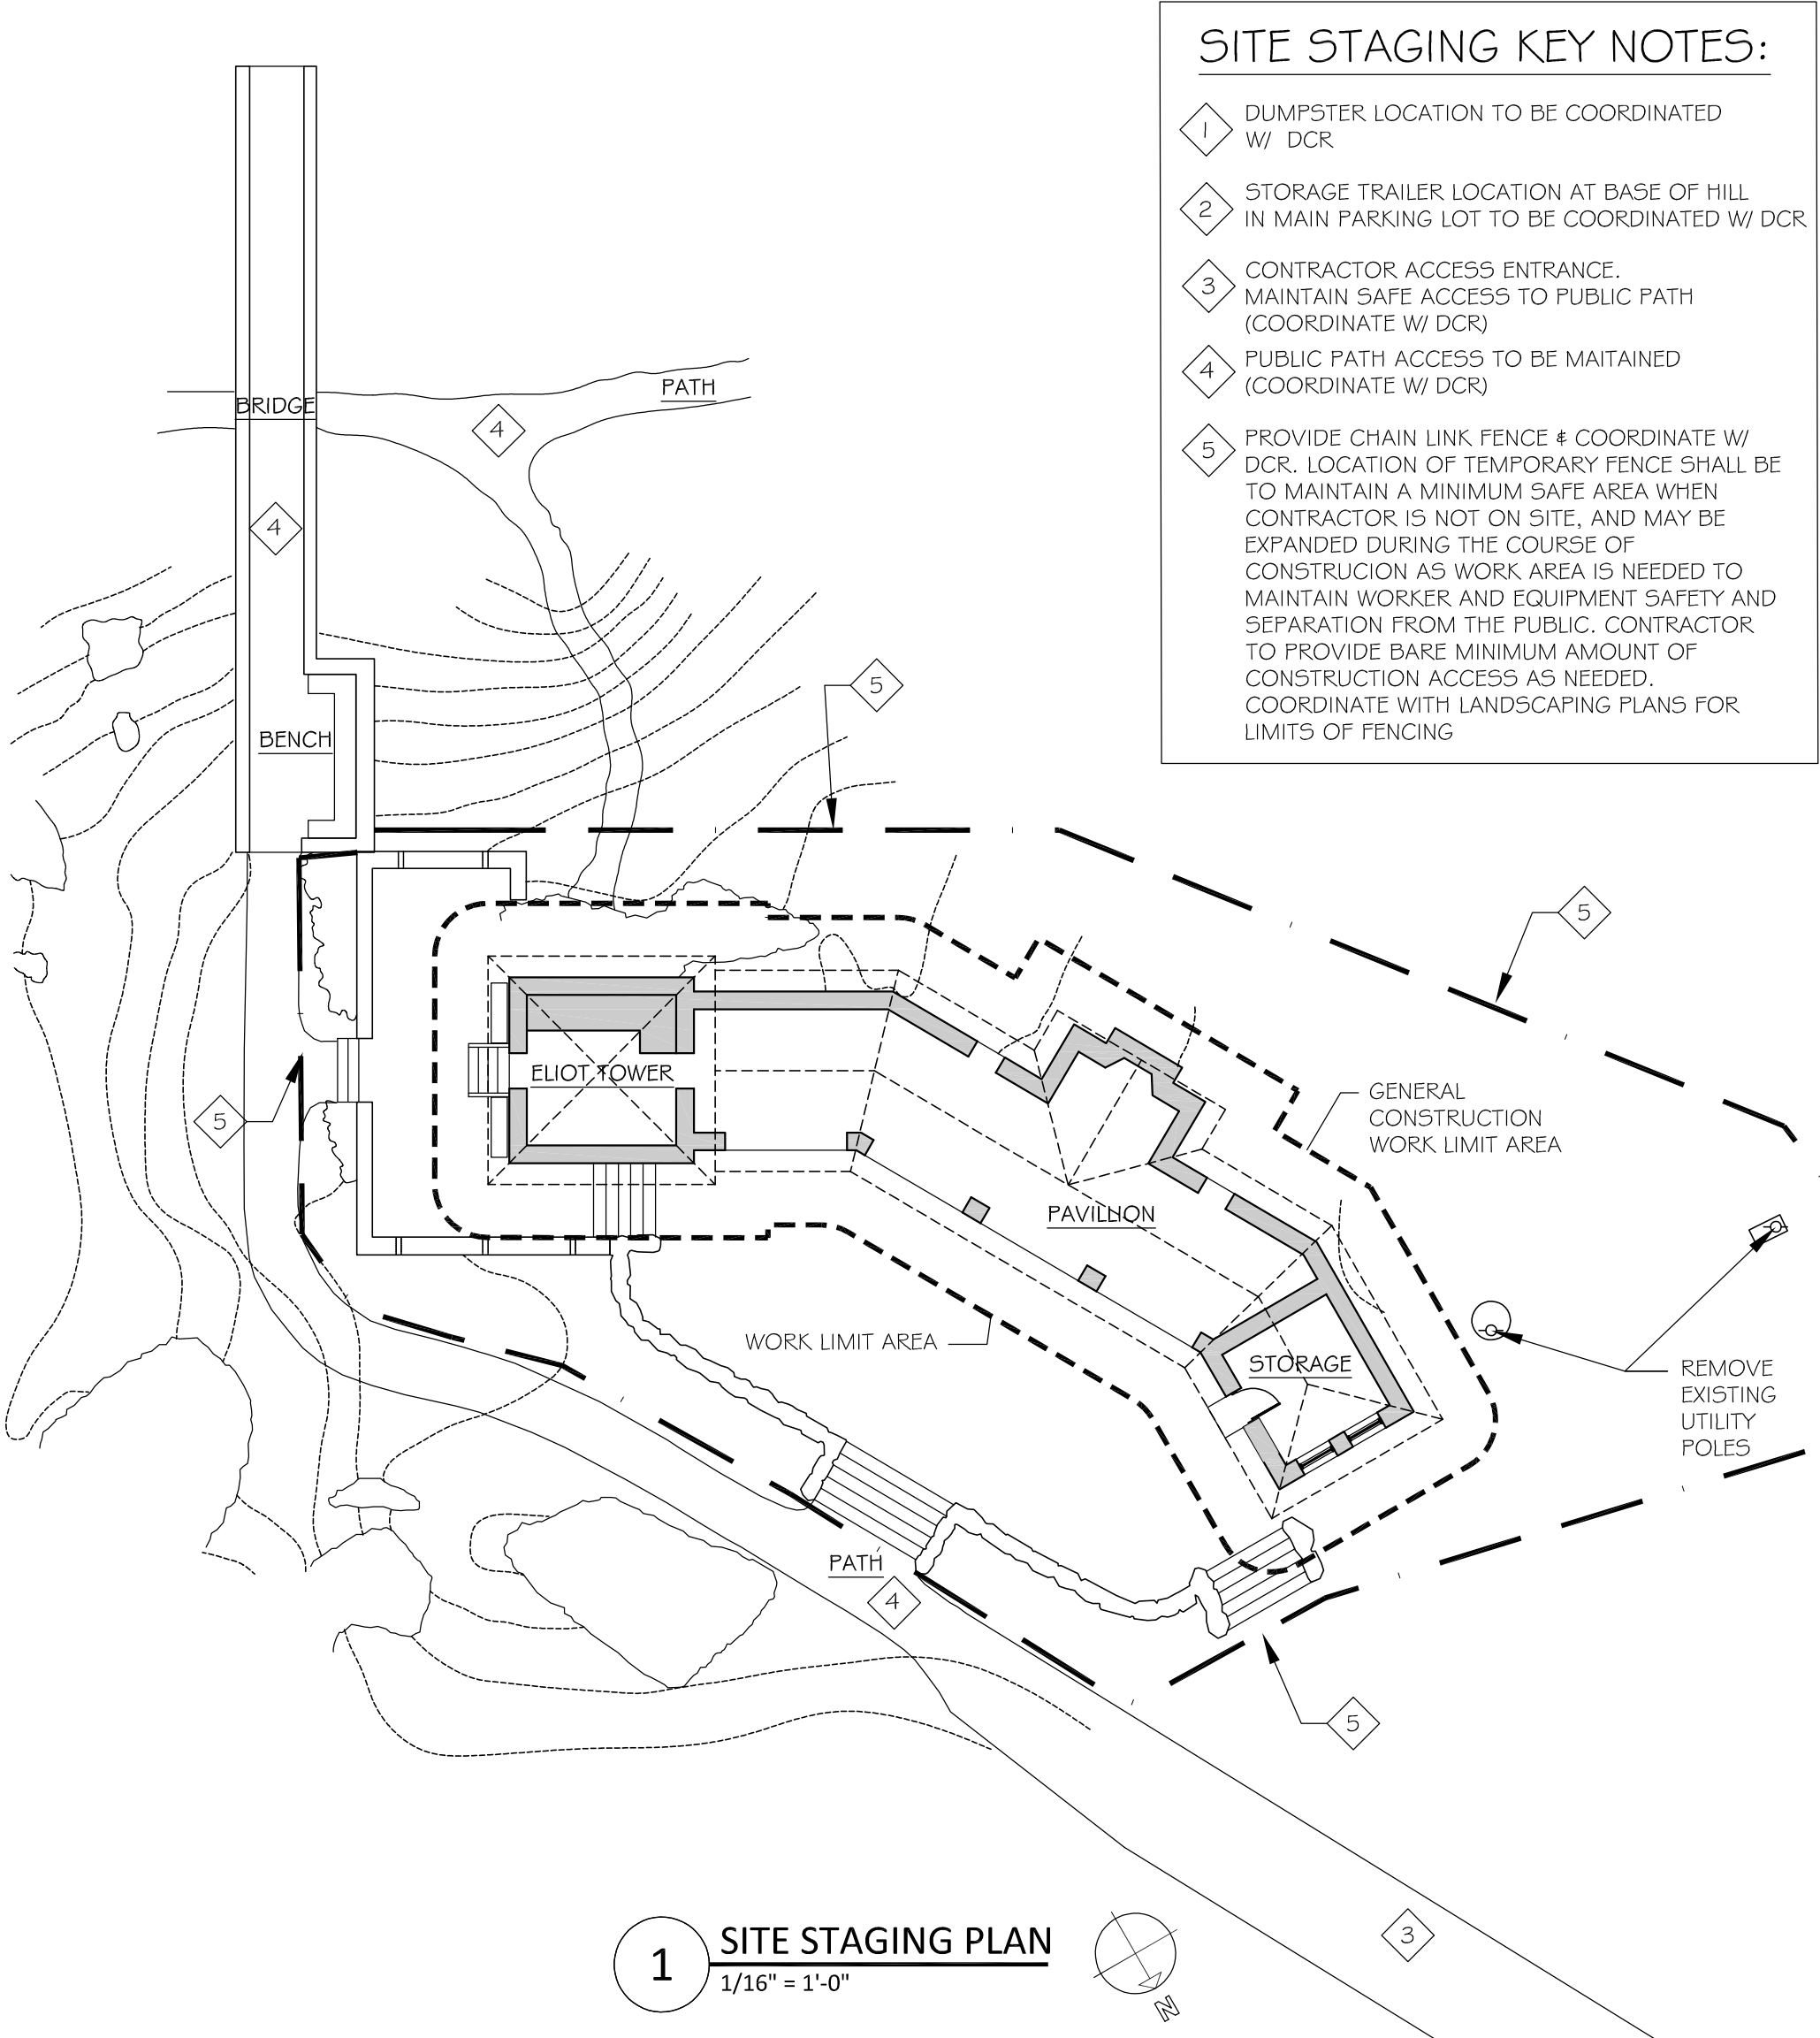 SITE STAGING KEY NOTES:
1
DUMPSTER LOCATION TO BE COORDINATED
W/ DCR
2
STORAGE TRAILER LOCATION AT BASE OF HILL
IN MAIN PARKING LOT TO BE COORDINATED W/ DCR
3
CONTRACTOR ACCESS ENTRANCE.
MAINTAIN SAFE ACCESS TO PUBLIC PATH
(COORDINATE W/ DCR)
4
PUBLIC PATH ACCESS TO BE MAITAINED
(COORDINATE W/ DCR)
5
PROVIDE CHAIN LINK FENCE & COORDINATE W/
DCR. LOCATION OF TEMPORARY FENCE SHALL BE
TO MAINTAIN A MINIMUM SAFE AREA WHEN
CONTRACTOR IS NOT ON SITE, AND MAY BE
EXPANDED DURING THE COURSE OF
CONSTRUCION AS WORK AREA IS NEEDED TO
MAINTAIN WORKER AND EQUIPMENT SAFETY AND
SEPARATION FROM THE PUBLIC. CONTRACTOR
TO PROVIDE BARE MINIMUM AMOUNT OF
CONSTRUCTION ACCESS AS NEEDED.
COORDINATE WITH LANDSCAPING PLANS FOR
LIMITS OF FENCING
PATH
BRIDGE
4
4
5
BENCH
5
ELIOT TOWER
5
GENERAL
CONSTRUCTION
WORK LIMIT AREA
PAVILLION
WORK LIMIT AREA
STORAGE
REMOVE
EXISTING
UTILITY
POLES
PATH
4
5
3
1
SITE STAGING PLAN
1/16" = 1'-0"
N